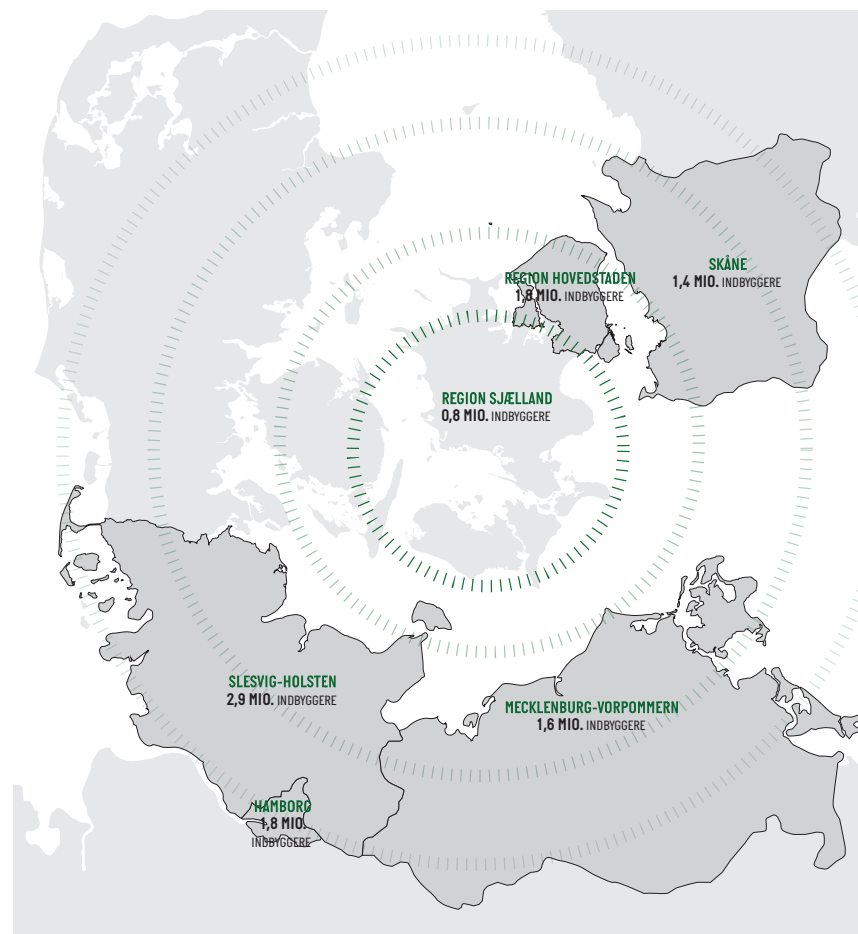 SKÅNE
1,4 MIO. INDBYGGERE
REGION HOVEDSTADEN
1,8 MIO. INDBYGGERE
REGION SJÆLLAND
0,8 MIO. INDBYGGERE
SLESVIG-HOLSTEN
2,9 MIO. INDBYGGERE
MECKLENBURG-VORPOMMERN
1,6 MIO. INDBYGGERE
HAMBORG
1,8 MIO.
INDBYGGERE